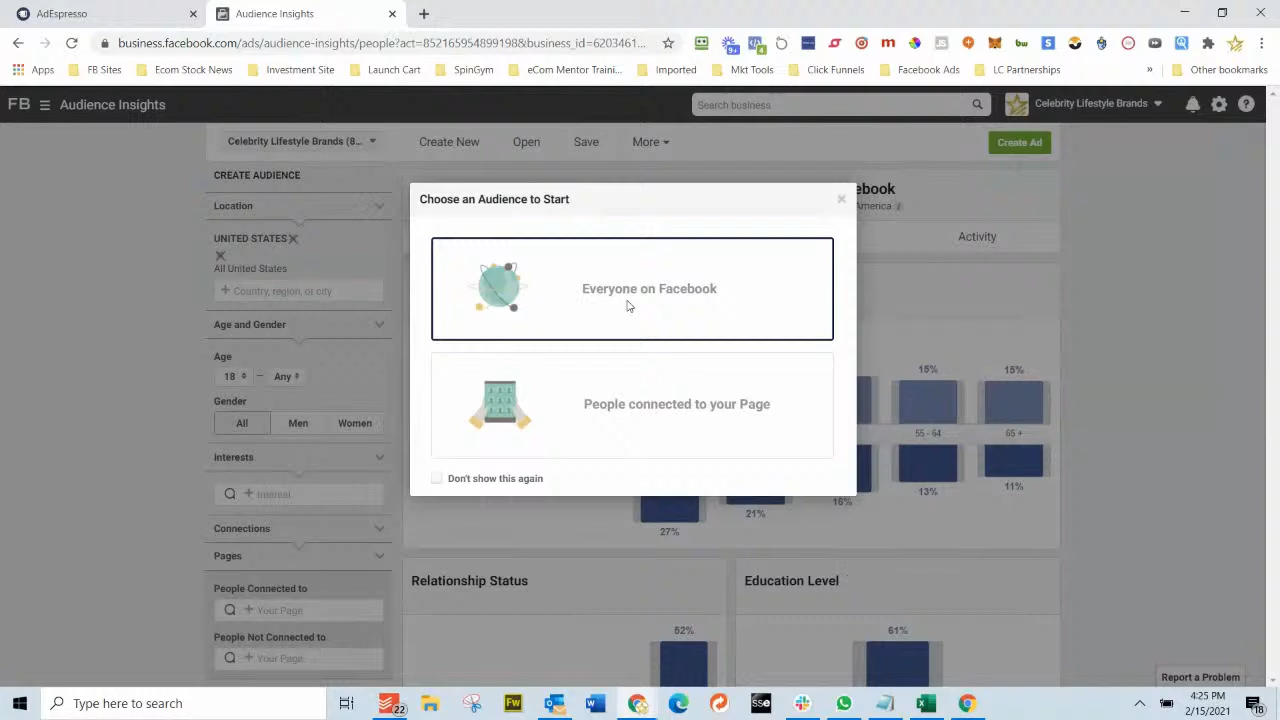 AdEspresso
Audience Insights
business.facebook.com/ads/audience-insights/people?act=652165954899198&business_id=6203461...
9+
4
Apps
FB Sites
Ecom Stock News
Investment Site
Launch Cart
SpinGym
eCom Mentor Traini...
Imported
Mkt Tools
Click Funnels
Facebook Ads
LC Partnerships
»
Other bookmarks
FB
Audience Insights
Search business
Celebrity Lifestyle Brands
Celebrity Lifestyle Brands (8...
Create New
Open
Save
More
Create Ad
CREATE AUDIENCE
Location
UNITED STATES
All United States
+ Country, region, or city
Age and Gender
Age
18 – Any
Gender
All
Men
Women
Interests
+ Interest
Connections
Pages
People Connected to
+ Your Page
People Not Connected to
+ Your Page
Choose an Audience to Start
Everyone on Facebook
People connected to your Page
Don't show this again
ebook
America
Activity
15%
15%
55 - 64
65 +
16%
13%
11%
21%
27%
Relationship Status
52%
Education Level
61%
Report a Problem
Type here to search
22
Fw
sse
4:25 PM
2/15/2021
18